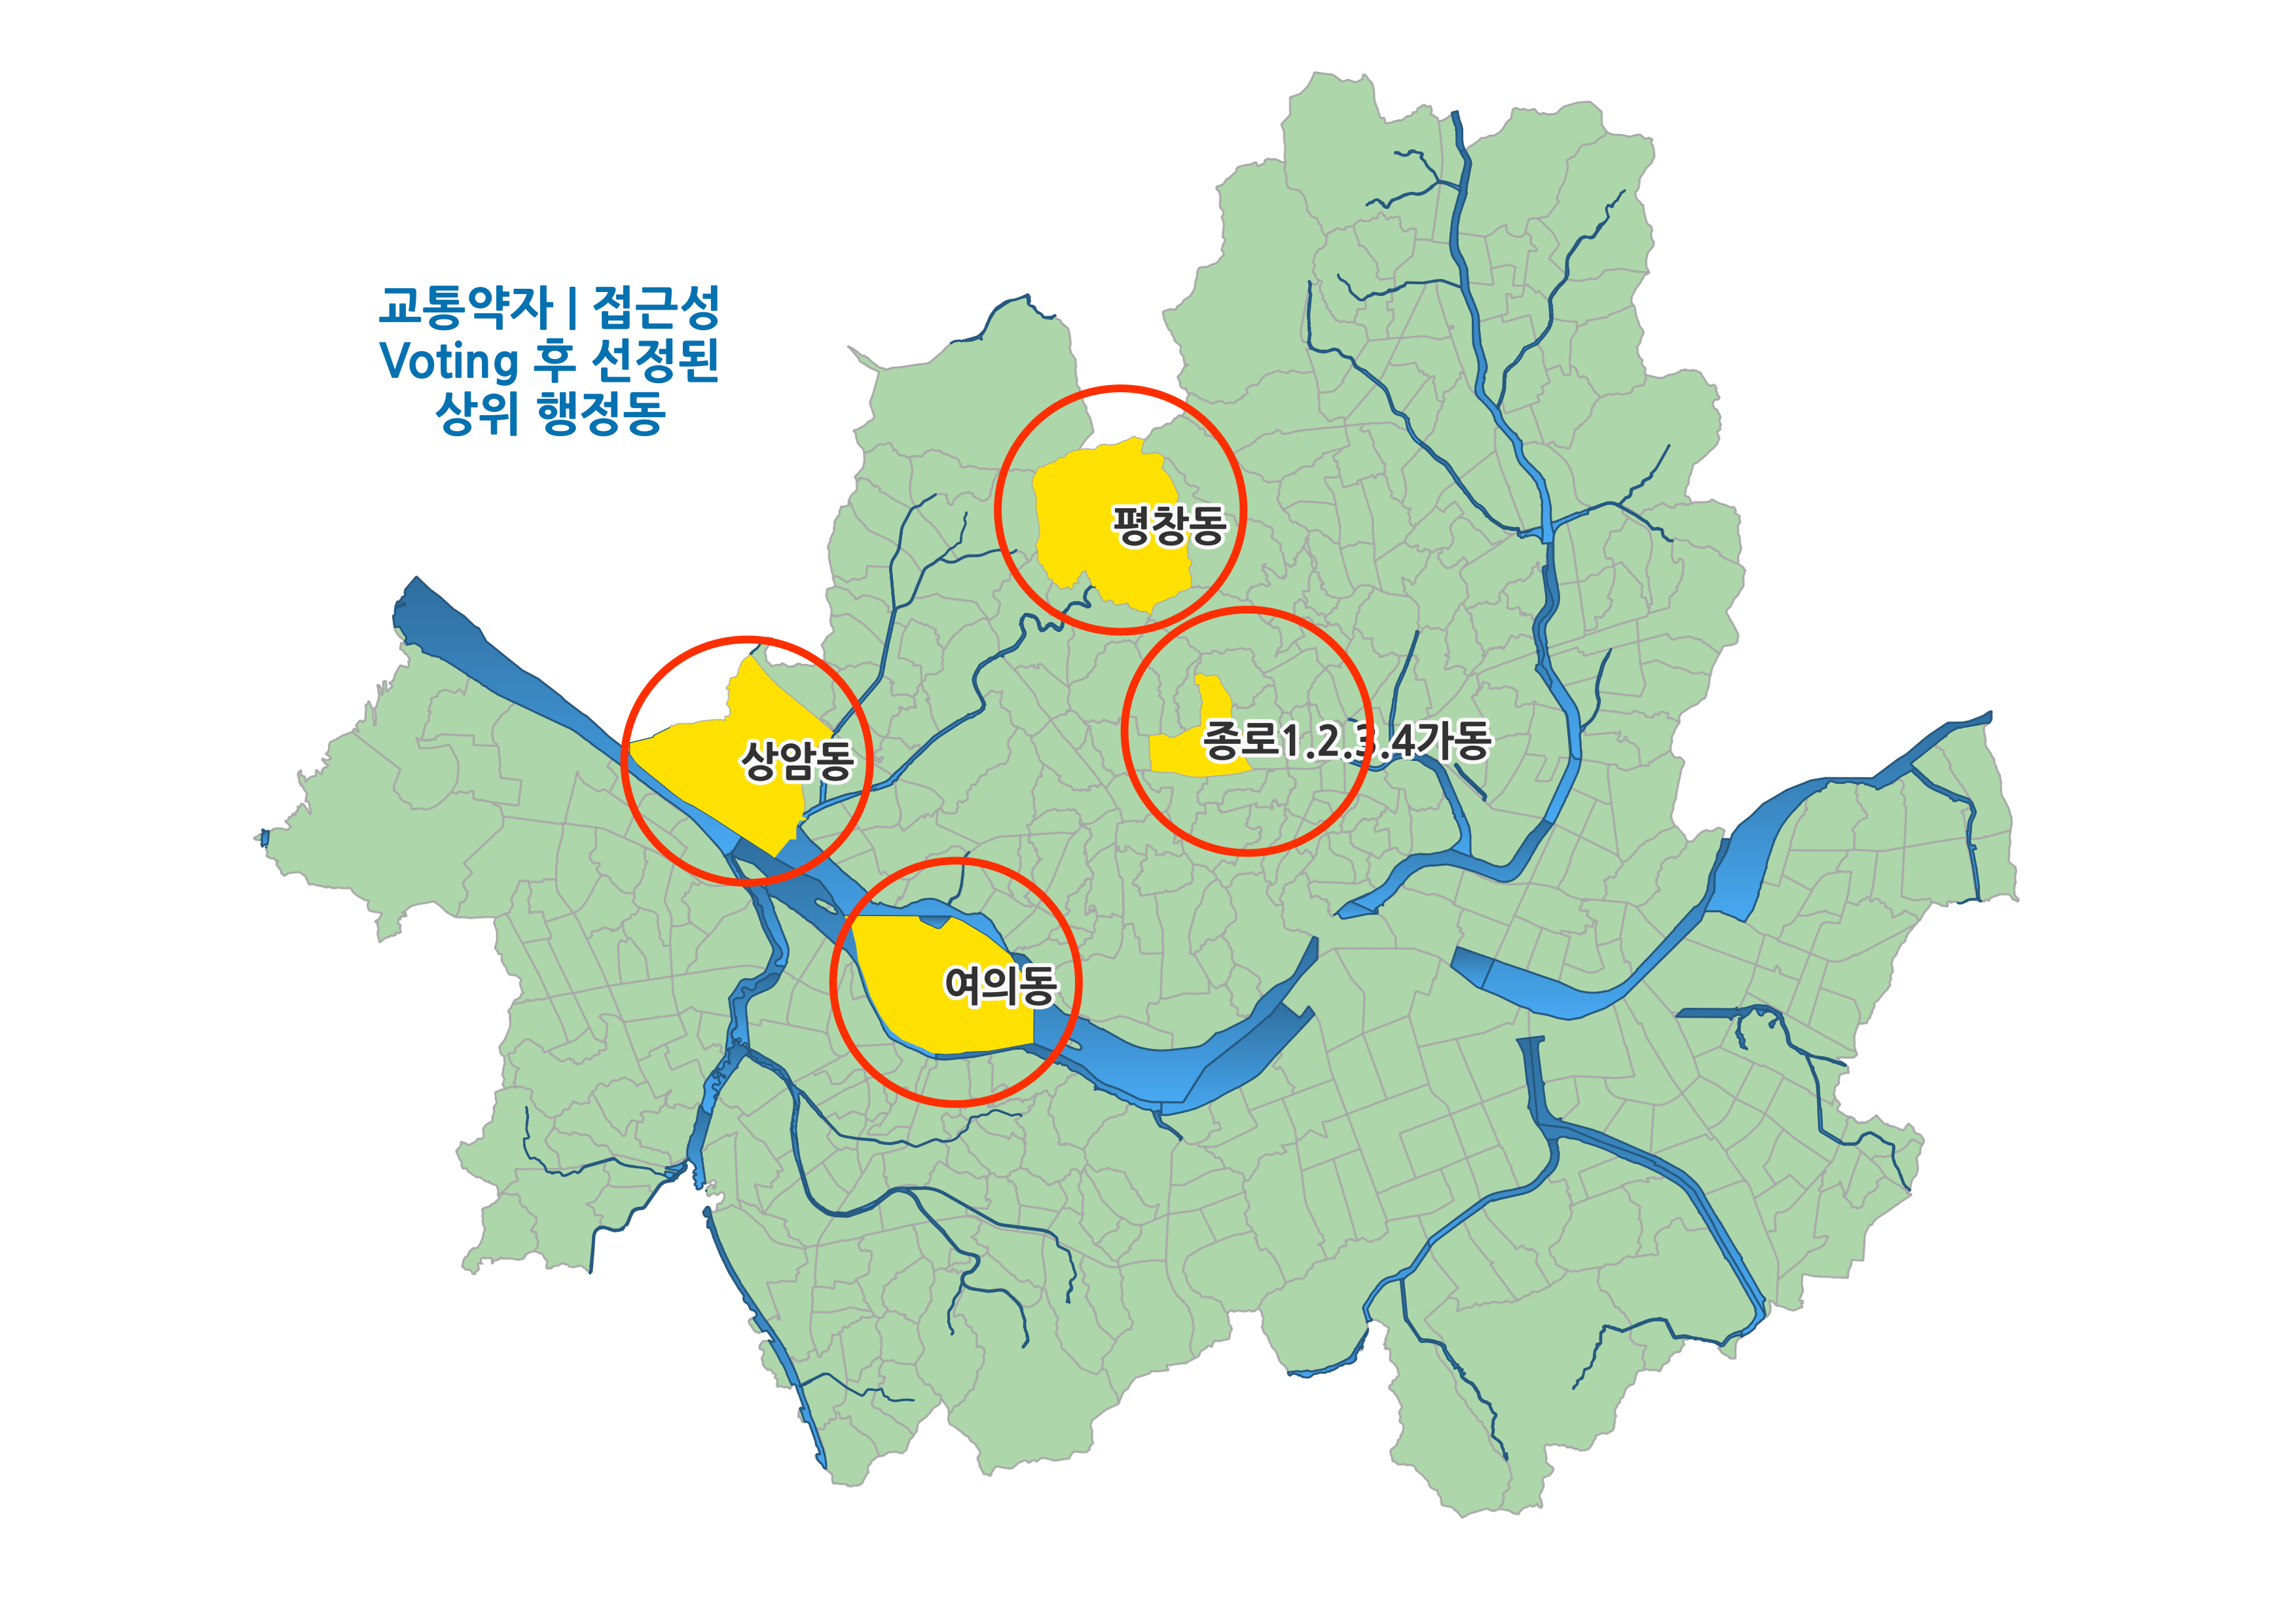 교통약자 | 접근성
Voting 후 선정된
상위 행정동
평창동
종로1.2.3.4가동
상암동
여의동